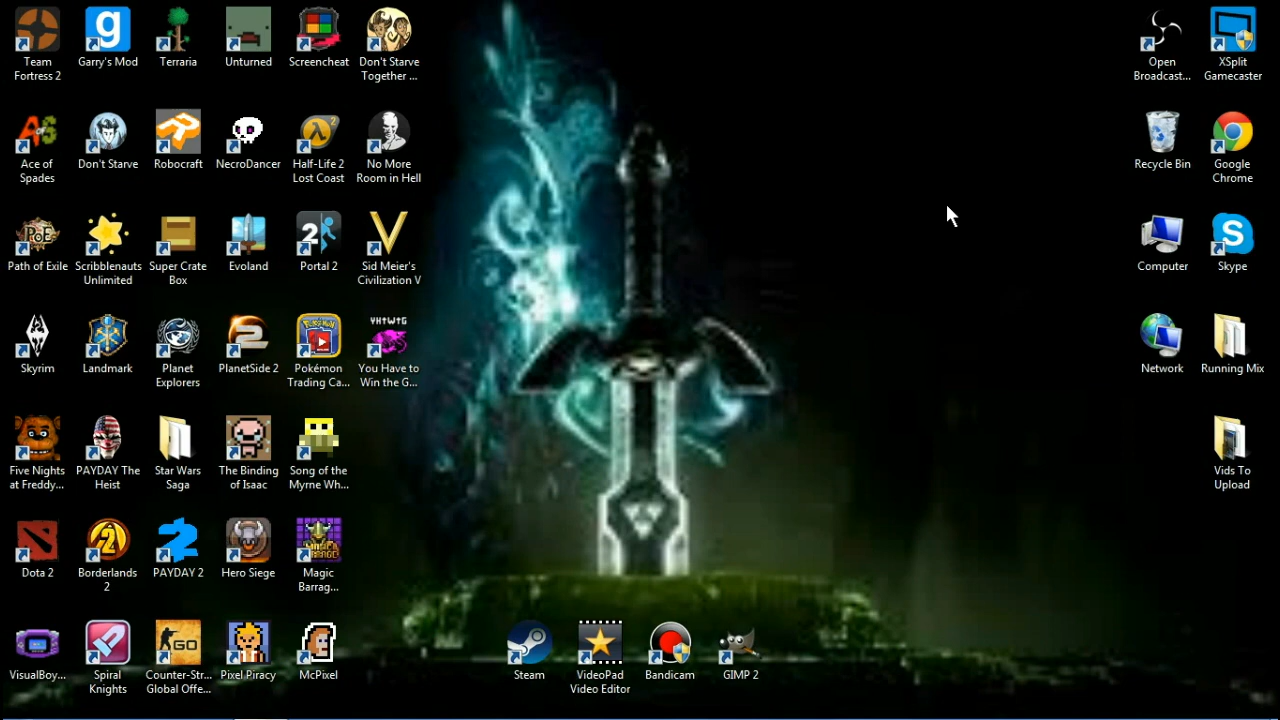 Team
Fortress 2
Garry's Mod
Terraria
Unturned
Screencheat
Don't Starve
Together ...
Open
Broadcast...
XSplit
Gamecaster
Ace of
Spades
Don't Starve
Robocraft
NecroDancer
Half-Life 2
Lost Coast
No More
Room in Hell
Recycle Bin
Google
Chrome
Path of Exile
Scribblenauts
Unlimited
Super Crate
Box
Evoland
Portal 2
Sid Meier's
Civilization V
Computer
Skype
Skyrim
Landmark
Planet
Explorers
PlanetSide 2
Pokémon
Trading Ca...
YHtWtG
You Have to
Win the G...
Network
Running Mix
Five Nights
at Freddy...
PAYDAY The
Heist
Star Wars
Saga
The Binding
of Isaac
Song of the
Myrne Wh...
Vids To
Upload
Dota 2
Borderlands
2
PAYDAY 2
Hero Siege
Magic
Barrag...
VisualBoy...
Spiral
Knights
Counter-Str...
Global Offe...
Pixel Piracy
McPixel
Steam
VideoPad
Video Editor
Bandicam
GIMP 2